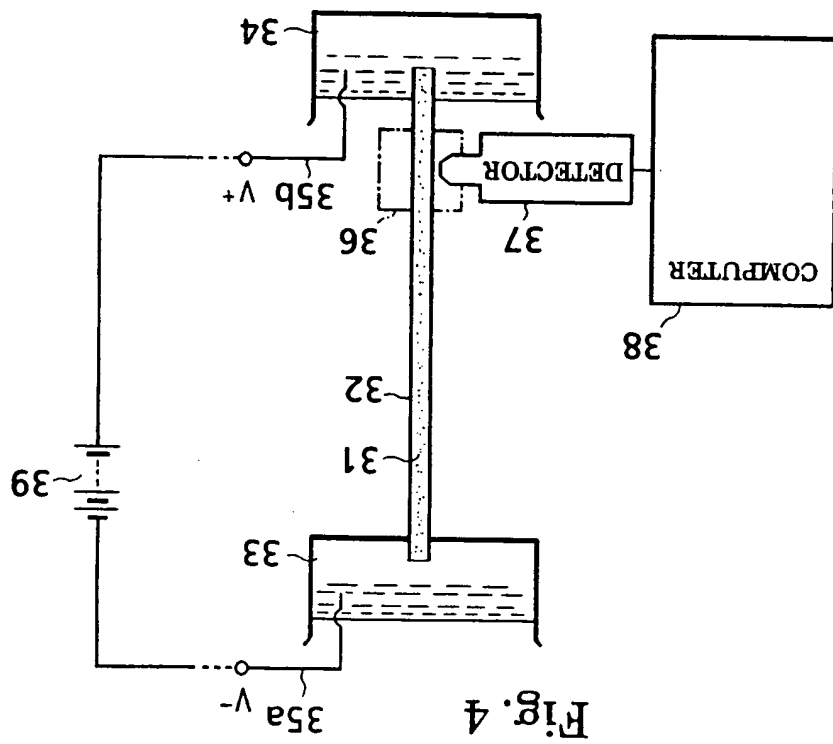 Fig. 4
35a
V⁻
33
39
31
32
38
COMPUTER
37
36
35b
V⁺
DETECTOR
34